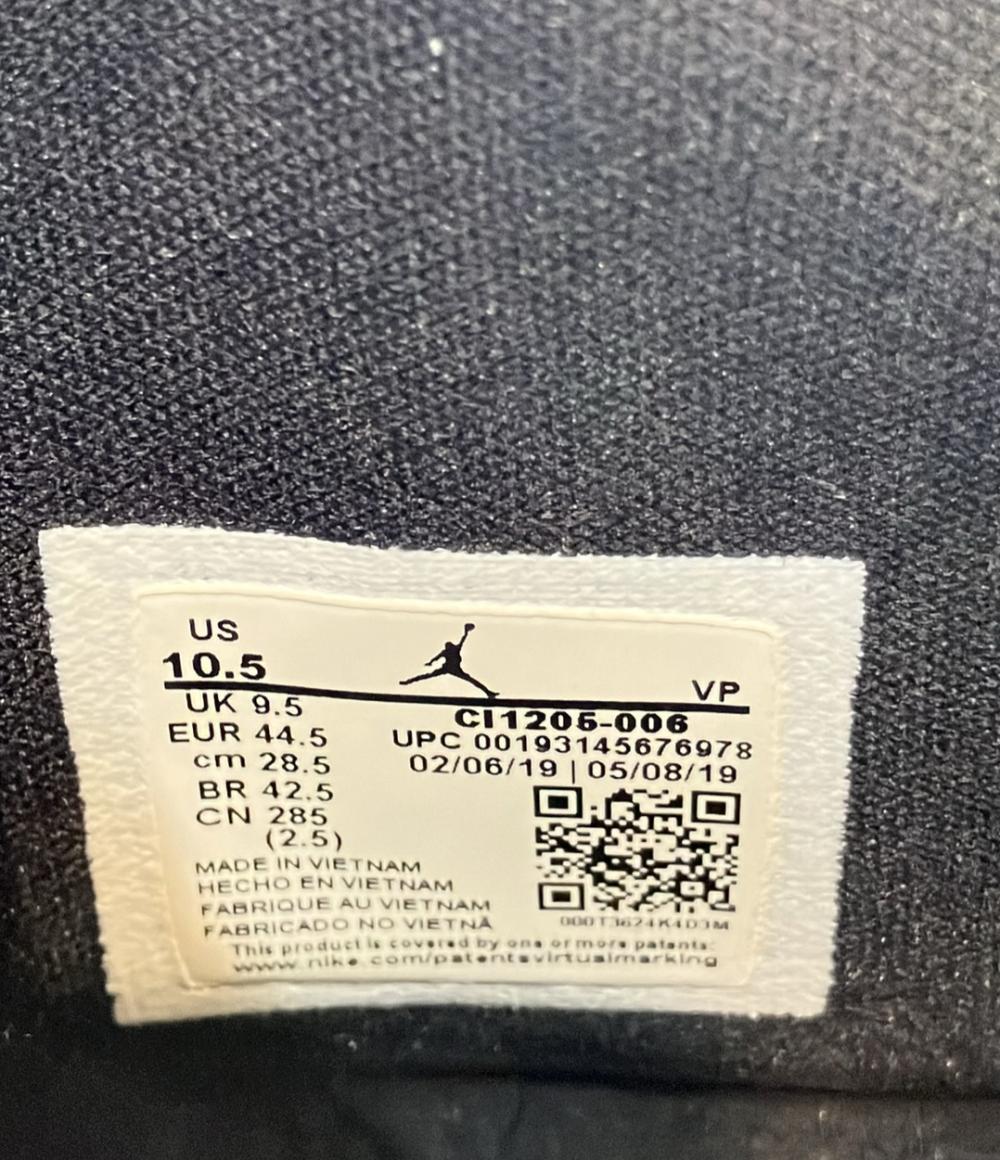 US
10.5
VP
UK 9.5
EUR 44.5
cm 28.5
BR 42.5
CN 285
(2.5)
CI1205-006
UPC 00193145676978
02/06/19 | 05/08/19
MADE IN VIETNAM
HECHO EN VIETNAM
FABRIQUE AU VIETNAM
FABRICADO NO VIETNÃ
000T3624K4D3M
This product is covered by one or more patents:
www.nike.com/patentsvirtualmarking